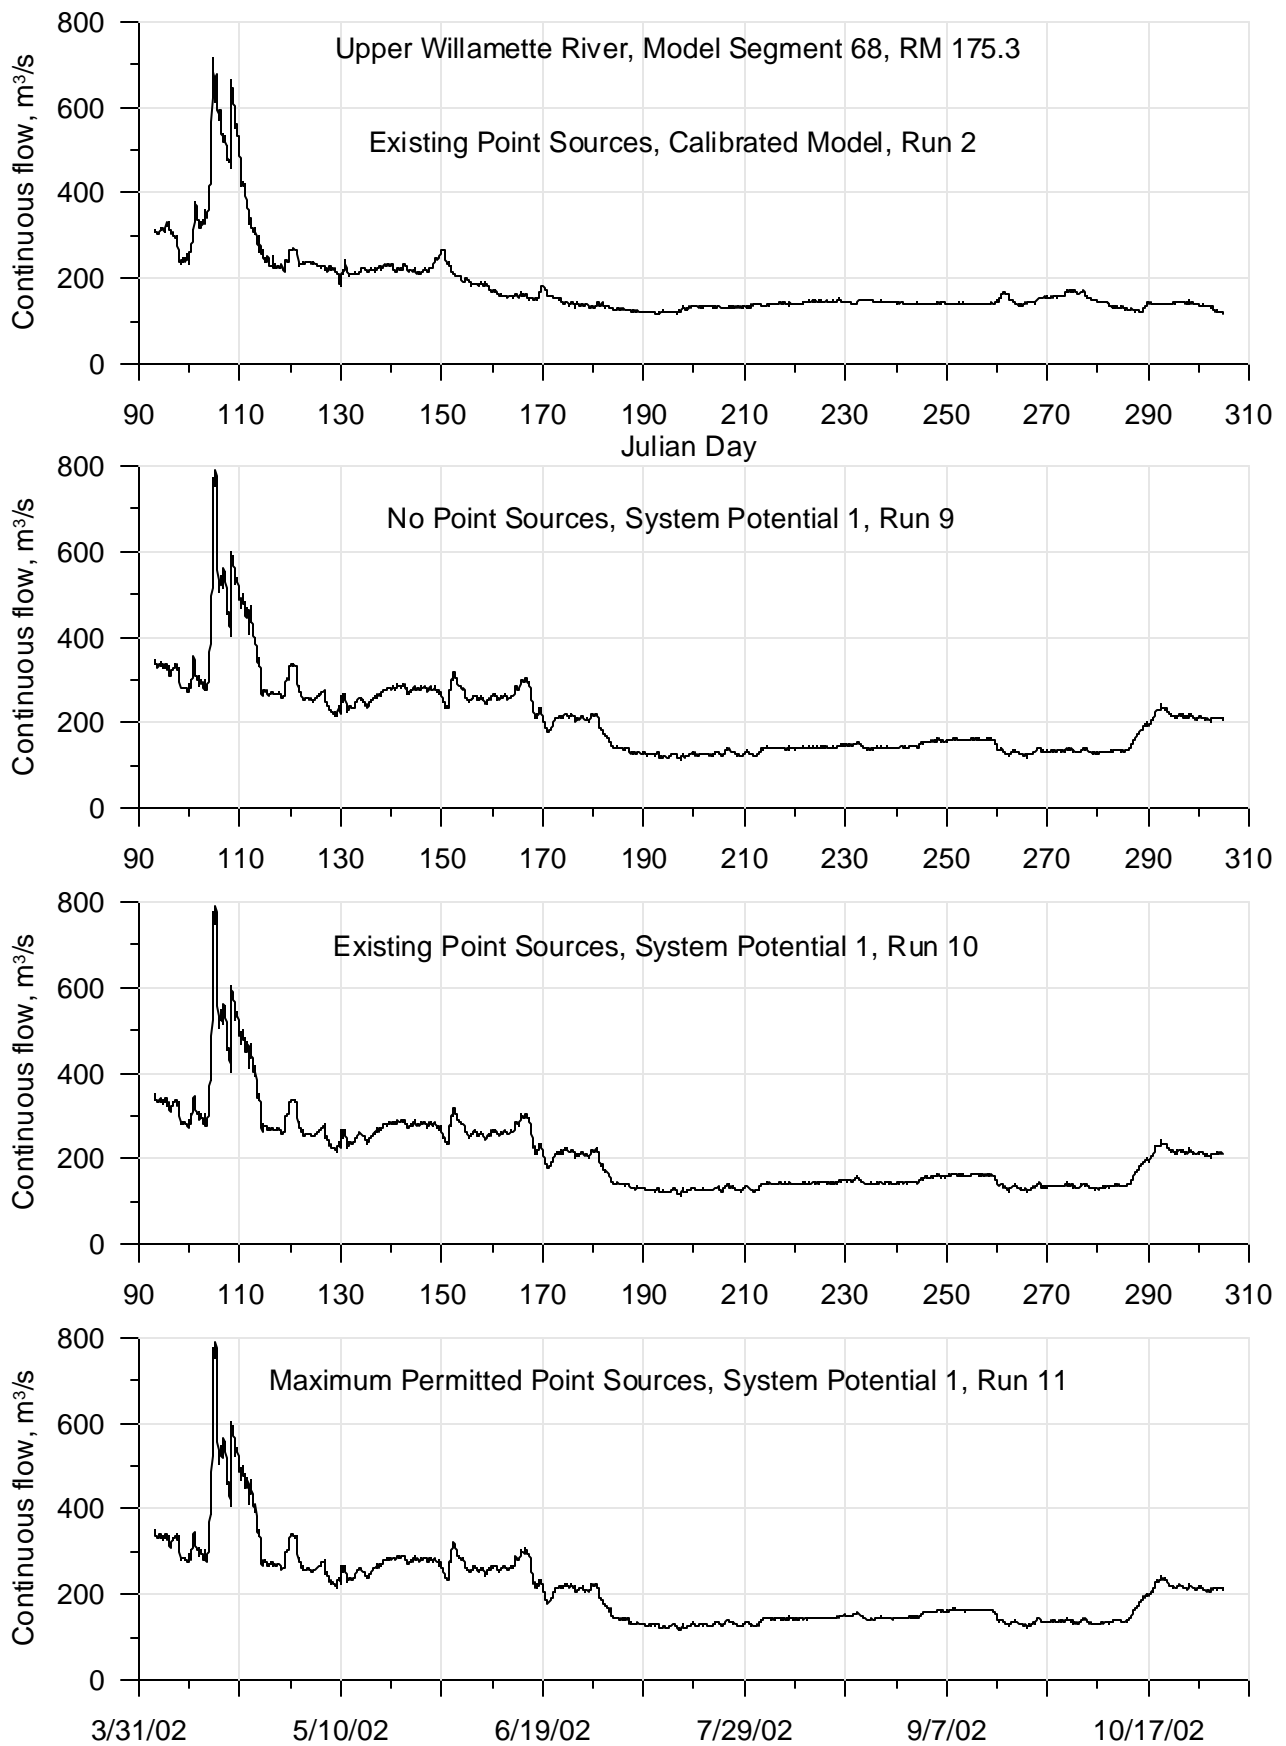 800
Upper Willamette River, Model Segment 68, RM 175.3
600
Existing Point Sources, Calibrated Model, Run 2
400
200
0
Continuous flow, m³/s
90 110 130 150 170 190 210 230 250 270 290 310
Julian Day
800
No Point Sources, System Potential 1, Run 9
600
400
200
0
Continuous flow, m³/s
90 110 130 150 170 190 210 230 250 270 290 310
800
Existing Point Sources, System Potential 1, Run 10
600
400
200
0
Continuous flow, m³/s
90 110 130 150 170 190 210 230 250 270 290 310
800
Maximum Permitted Point Sources, System Potential 1, Run 11
600
400
200
0
Continuous flow, m³/s
3/31/02 5/10/02 6/19/02 7/29/02 9/7/02 10/17/02